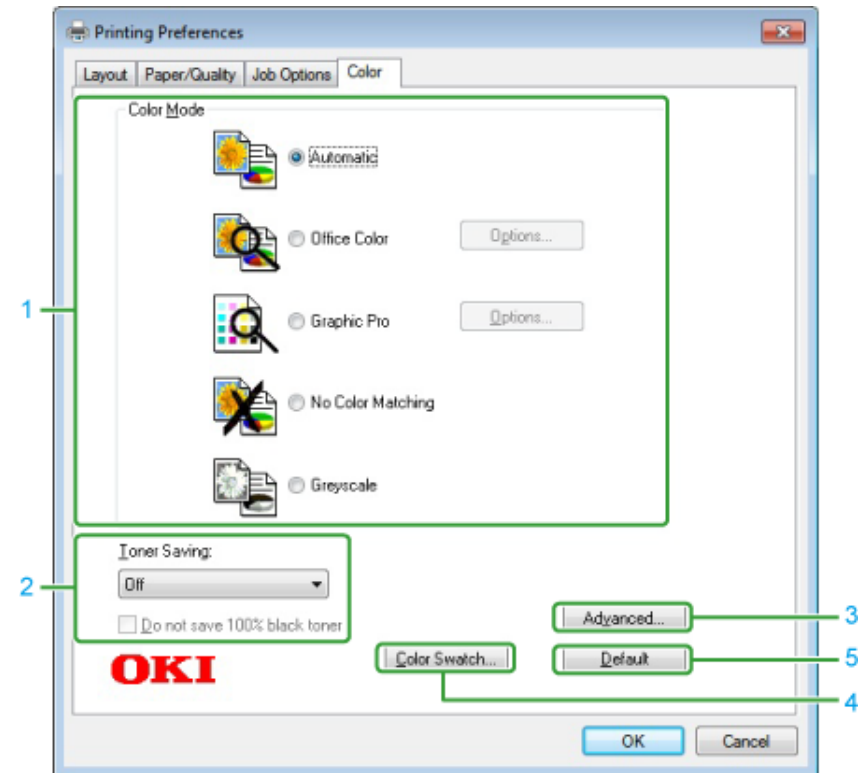 Printing Preferences
Layout Paper/Quality Job Options Color
Color Mode
Automatic
Office Color Options...
1
Graphic Pro Options...
No Color Matching
Greyscale
Toner Saving:
2
Off
Do not save 100% black toner
Advanced... 3
OKI
Color Swatch... Default 5
4
OK Cancel